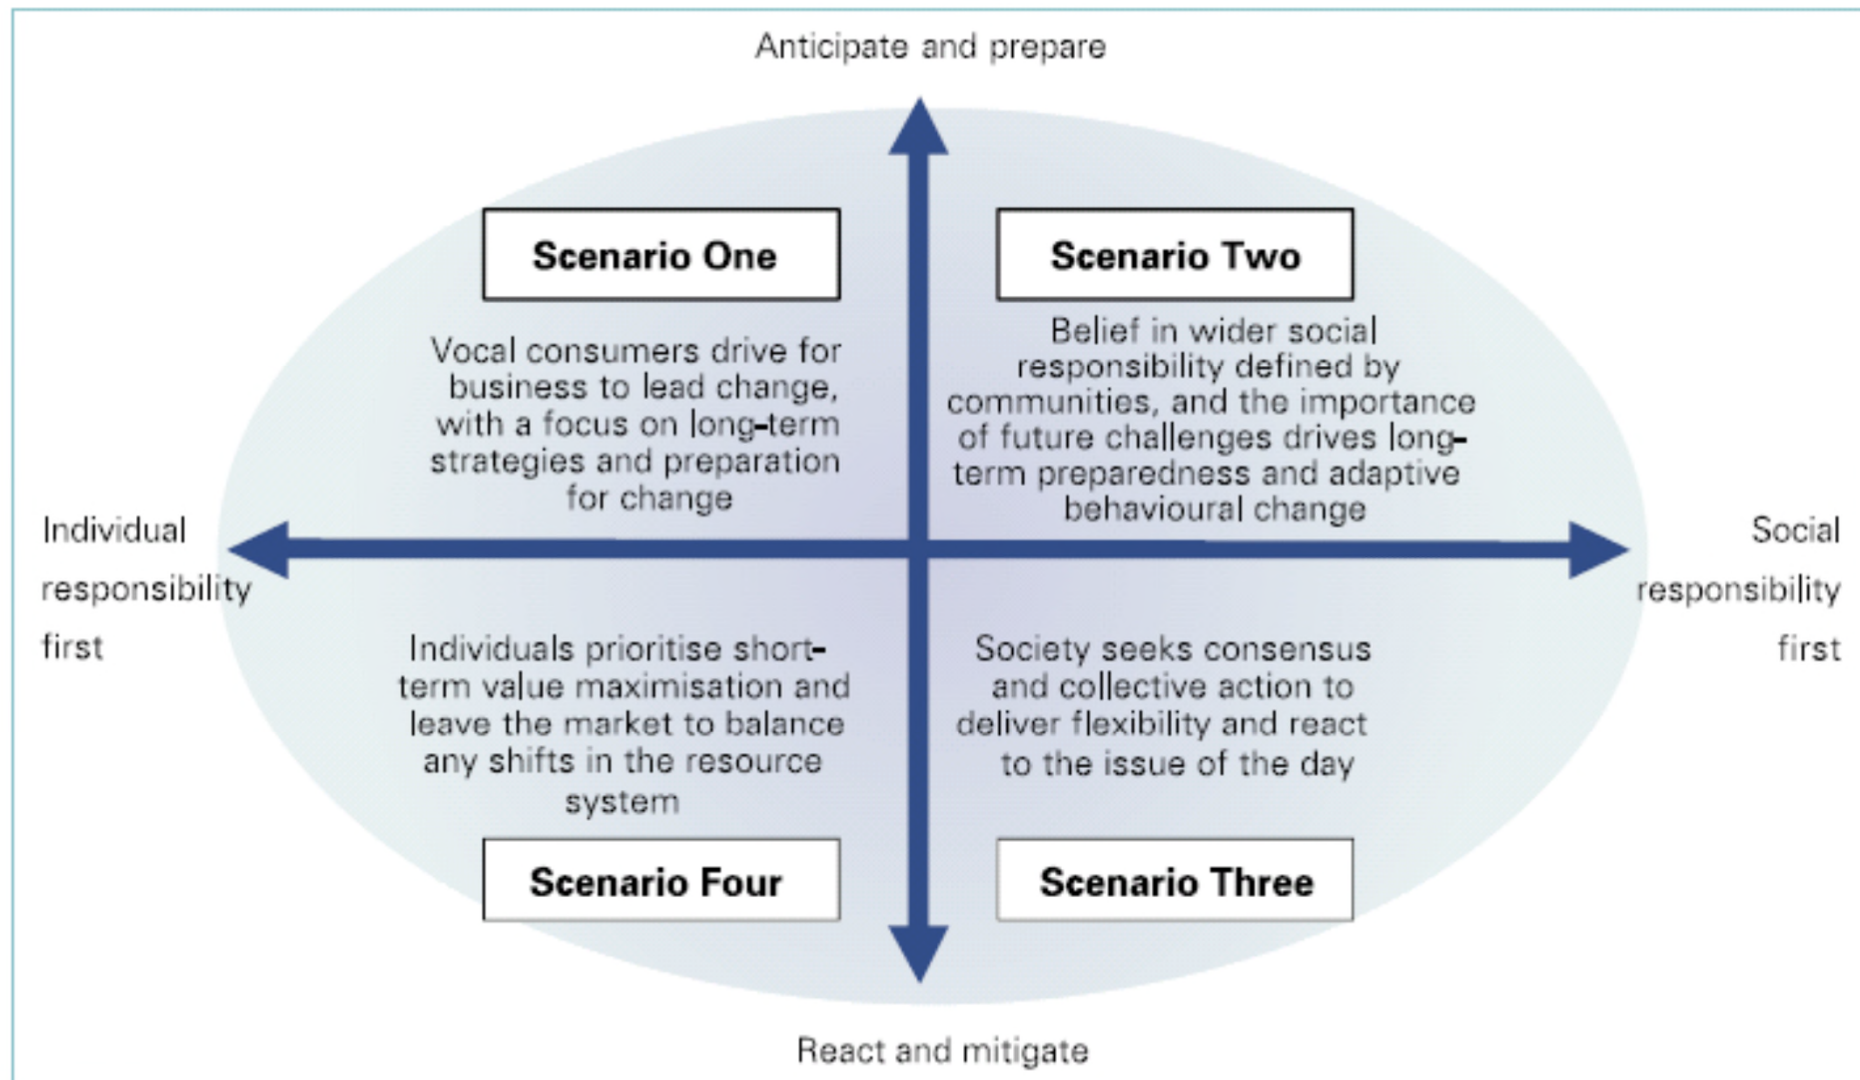 Anticipate and prepare
Scenario One
Vocal consumers drive for
business to lead change,
with a focus on long-term
strategies and preparation
for change
Scenario Two
Belief in wider social
responsibility defined by
communities, and the importance
of future challenges drives long-
term preparedness and adaptive
behavioural change
Individual
responsibility
first
Social
responsibility
first
Individuals prioritise short-
term value maximisation and
leave the market to balance
any shifts in the resource
system
Scenario Four
Society seeks consensus
and collective action to
deliver flexibility and react
to the issue of the day
Scenario Three
React and mitigate